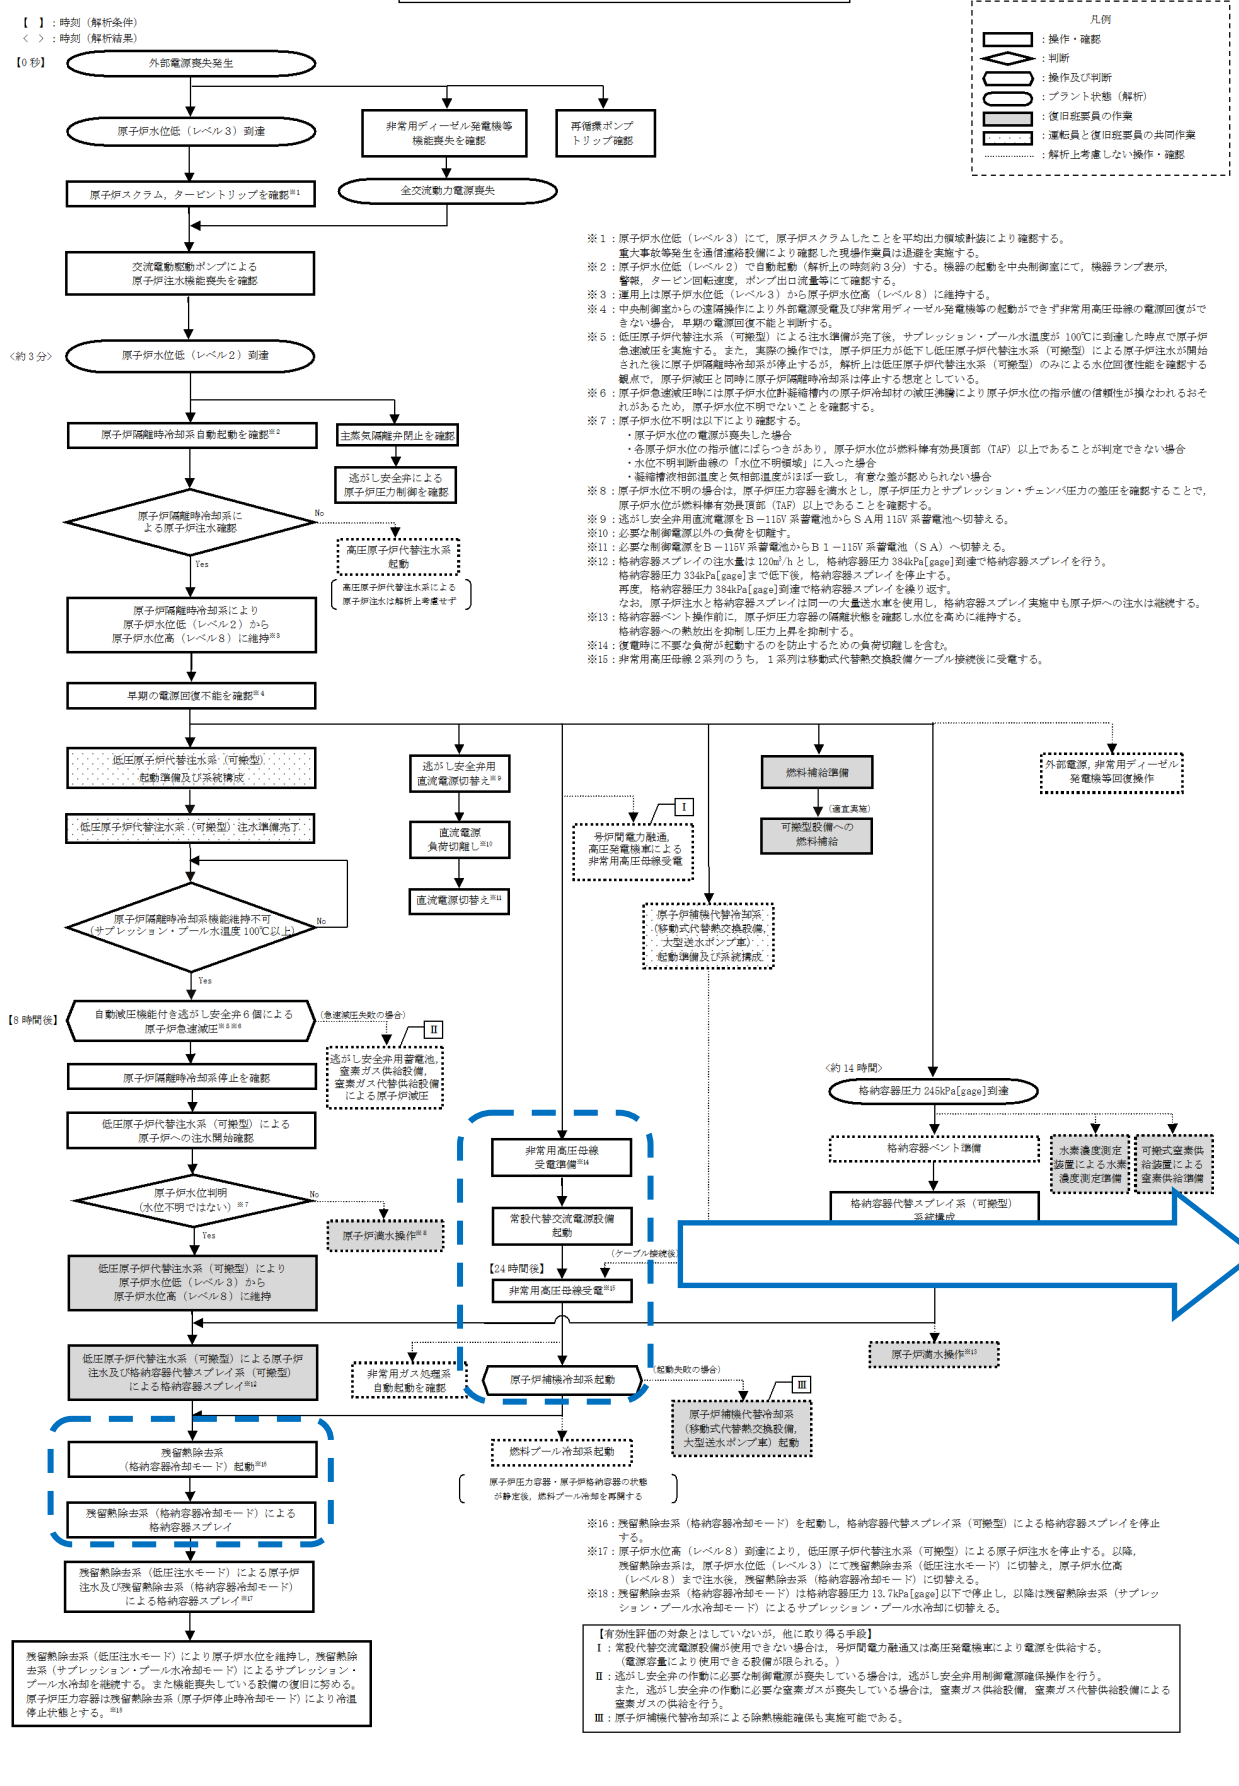 【 】：時刻（解析条件）
＜ ＞：時刻（解析結果）
凡例
：操作・確認
：判断
：操作及び判断
：プラント状態（解析）
：復旧班要員の作業
：運転員と復旧班要員の共同作業
：解析上考慮しない操作・確認
【0 秒】
外部電源喪失発生
原子炉水位低（レベル３）到達
非常用ディーゼル発電機等
機能喪失を確認
再循環ポンプ
トリップ確認
原子炉スクラム，タービントリップを確認※1
全交流動力電源喪失
交流電動駆動ポンプによる
原子炉注水機能喪失を確認
＜約３分＞
原子炉水位低（レベル２）到達
原子炉隔離時冷却系自動起動を確認※2
主蒸気隔離弁閉止を確認
逃がし安全弁による
原子炉圧力制御を確認
原子炉隔離時冷却系に
よる原子炉注水確認
No
Yes
高圧原子炉代替注水系
起動
高圧原子炉代替注水系による
原子炉注水は解析上考慮せず
原子炉隔離時冷却系により
原子炉水位低（レベル２）から
原子炉水位高（レベル８）に維持※3
早期の電源回復不能を確認※4
※１：原子炉水位低（レベル３）にて，原子炉スクラムしたことを平均出力領域計装により確認する。
重大事故等発生を通信連絡設備により確認した現場作業員は退避を実施する。
※２：原子炉水位低（レベル２）で自動起動（解析上の時刻約３分）する。機器の起動を中央制御室にて，機器ランプ表示，
警報，タービン回転速度，ポンプ出口流量等にて確認する。
※３：運用上は原子炉水位低（レベル３）から原子炉水位高（レベル８）に維持する。
※４：中央制御室からの遠隔操作により外部電源受電及び非常用ディーゼル発電機等の起動ができず非常用高圧母線の電源回復がで
きない場合，早期の電源回復不能と判断する。
※５：低圧原子炉代替注水系（可搬型）による注水準備が完了後，サプレッション・プール水温度が 100℃に到達した時点で原子炉
急速減圧を実施する。また，実際の操作では，原子炉圧力が低下し低圧原子炉代替注水系（可搬型）による原子炉注水が開始
された後に原子炉隔離時冷却系が停止するが，解析上は低圧原子炉代替注水系（可搬型）のみによる水位回復性能を確認する
観点で，原子炉減圧と同時に原子炉隔離時冷却系は停止する想定としている。
※６：原子炉急速減圧時には原子炉水位計凝縮槽内の原子炉冷却材の減圧沸騰により原子炉水位の指示値の信頼性が損なわれるおそ
れがあるため，原子炉水位不明でないことを確認する。
※７：原子炉水位不明は以下により確認する。
・原子炉水位の電源が喪失した場合
・各原子炉水位の指示値にばらつきがあり，原子炉水位が燃料棒有効長頂部（TAF）以上であることが判定できない場合
・水位不明判断曲線の「水位不明領域」に入った場合
・凝縮槽液相部温度と気相部温度がほぼ一致し，有意な差が認められない場合
※８：原子炉水位不明の場合は，原子炉圧力容器を満水とし，原子炉圧力とサプレッション・チェンバ圧力の差圧を確認することで，
原子炉水位が燃料棒有効長頂部（TAF）以上であることを確認する。
※９：逃がし安全弁用直流電源をＢ－115V 系蓄電池からＳＡ用 115V 系蓄電池へ切替える。
※10：必要な制御電源以外の負荷を切離す。
※11：必要な制御電源をＢ－115V 系蓄電池からＢ１－115V 系蓄電池（ＳＡ）へ切替える。
※12：格納容器スプレイの注水量は 120m³/h とし，格納容器圧力 384kPa[gage]到達で格納容器スプレイを行う。
格納容器圧力 334kPa[gage]まで低下後，格納容器スプレイを停止する。
再度，格納容器圧力 384kPa[gage]到達で格納容器スプレイを繰り返す。
なお，原子炉注水と格納容器スプレイは同一の大量送水車を使用し，格納容器スプレイ実施中も原子炉への注水は継続する。
※13：格納容器ベント操作前に，原子炉圧力容器の隔離状態を確認し水位を高めに維持する。
格納容器への熱放出を抑制し圧力上昇を抑制する。
※14：復電時に不要な負荷が起動するのを防止するための負荷切離しを含む。
※15：非常用高圧母線２系列のうち，１系列は移動式代替熱交換設備ケーブル接続後に受電する。
低圧原子炉代替注水系（可搬型）
起動準備及び系統構成
低圧原子炉代替注水系（可搬型）注水準備完了
逃がし安全弁用
直流電源切替え※9
直流電源
負荷切離し※10
直流電源切替え※11
Ⅰ
号炉間電力融通，
高圧発電機車による
非常用高圧母線受電
燃料補給準備
（適宜実施）
可搬型設備への
燃料補給
外部電源，非常用ディーゼル
発電機等回復操作
原子炉補機代替冷却系
（移動式代替熱交換設備，
大型送水ポンプ車）
起動準備及び系統構成
原子炉隔離時冷却系機能維持不可
（サプレッション・プール水温度 100℃以上）
No
Yes
【8 時間後】
自動減圧機能付き逃がし安全弁６個による
原子炉急速減圧※5※6
（急速減圧失敗の場合）
Ⅱ
逃がし安全弁用蓄電池，
窒素ガス供給設備，
窒素ガス代替供給設備
による原子炉減圧
原子炉隔離時冷却系停止を確認
低圧原子炉代替注水系（可搬型）による
原子炉への注水開始確認
原子炉水位判明
（水位不明ではない）※7
No
Yes
原子炉満水操作※8
低圧原子炉代替注水系（可搬型）により
原子炉水位低（レベル３）から
原子炉水位高（レベル８）に維持
＜約 14 時間＞
格納容器圧力 245kPa[gage]到達
格納容器ベント準備
水素濃度測定
装置による水素
濃度測定準備
可搬式窒素供
給装置による
窒素供給準備
格納容器代替スプレイ系（可搬型）
系統構成
非常用高圧母線
受電準備※14
常設代替交流電源設備
起動
（ケーブル接続後）
【24 時間後】
非常用高圧母線受電※15
低圧原子炉代替注水系（可搬型）による原子炉
注水及び格納容器代替スプレイ系（可搬型）
による格納容器スプレイ※12
非常用ガス処理系
自動起動を確認
原子炉補機冷却系起動
（起動失敗の場合）
Ⅲ
原子炉補機代替冷却系
（移動式代替熱交換設備，
大型送水ポンプ車）起動
原子炉満水操作※13
残留熱除去系
（格納容器冷却モード）起動※16
燃料プール冷却系起動
原子炉圧力容器・原子炉格納容器の状態
が静定後，燃料プール冷却を再開する
残留熱除去系（格納容器冷却モード）による
格納容器スプレイ
残留熱除去系（低圧注水モード）による原子炉
注水及び残留熱除去系（格納容器冷却モード）
による格納容器スプレイ※17
残留熱除去系（低圧注水モード）により原子炉水位を維持し，残留熱除
去系（サプレッション・プール水冷却モード）によるサプレッション・
プール水冷却を継続する。また機能喪失している設備の復旧に努める。
原子炉圧力容器は残留熱除去系（原子炉停止時冷却モード）により冷温
停止状態とする。※18
※16：残留熱除去系（格納容器冷却モード）を起動し，格納容器代替スプレイ系（可搬型）による格納容器スプレイを停止
する。
※17：原子炉水位高（レベル８）到達により，低圧原子炉代替注水系（可搬型）による原子炉注水を停止する。以降，
残留熱除去系は，原子炉水位低（レベル３）にて残留熱除去系（低圧注水モード）に切替え，原子炉水位高
（レベル８）まで注水後，残留熱除去系（格納容器冷却モード）に切替える。
※18：残留熱除去系（格納容器冷却モード）は格納容器圧力 13.7kPa[gage]以下で停止し，以降は残留熱除去系（サプレッ
ション・プール水冷却モード）によるサプレッション・プール水冷却に切替える。
【有効性評価の対象とはしていないが，他に取り得る手段】
Ⅰ：常設代替交流電源設備が使用できない場合は，号炉間電力融通又は高圧発電機車により電源を供給する。
（電源容量により使用できる設備が限られる。）
Ⅱ：逃がし安全弁の作動に必要な制御電源が喪失している場合は，逃がし安全弁用制御電源確保操作を行う。
また，逃がし安全弁の作動に必要な窒素ガスが喪失している場合は，窒素ガス供給設備，窒素ガス代替供給設備による
窒素ガスの供給を行う。
Ⅲ：原子炉補機代替冷却系による除熱機能確保も実施可能である。